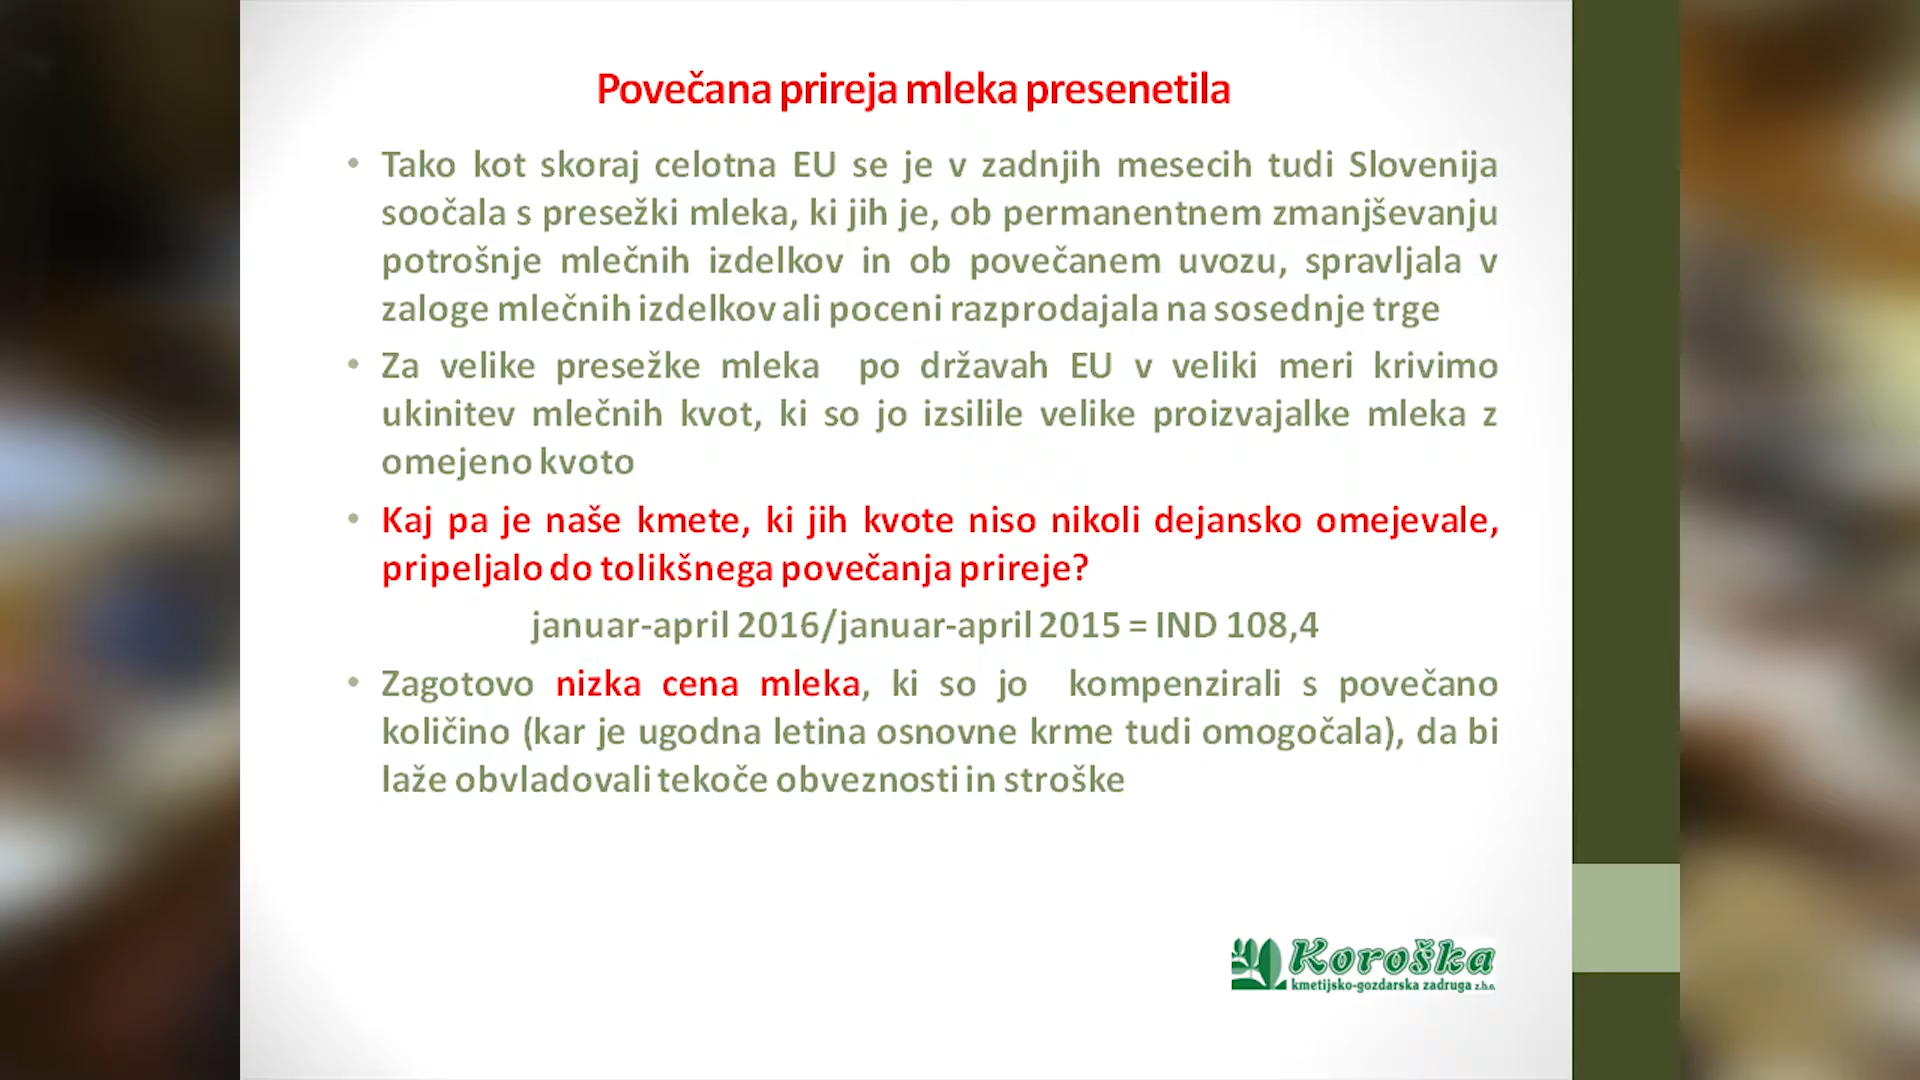 Povečana prireja mleka presenetila
• Tako kot skoraj celotna EU se je v zadnjih mesecih tudi Slovenija
soočala s presežki mleka, ki jih je, ob permanentnem zmanjševanju
potrošnje mlečnih izdelkov in ob povečanem uvozu, spravljala v
zaloge mlečnih izdelkov ali poceni razprodajala na sosednje trge
• Za velike presežke mleka po državah EU v veliki meri krivimo
ukinitev mlečnih kvot, ki so jo izsilile velike proizvajalke mleka z
omejeno kvoto
• Kaj pa je naše kmete, ki jih kvote niso nikoli dejansko omejevale,
pripeljalo do tolikšnega povečanja prireje?
januar-april 2016/januar-april 2015 = IND 108,4
• Zagotovo nizka cena mleka, ki so jo kompenzirali s povečano
količino (kar je ugodna letina osnovne krme tudi omogočala), da bi
laže obvladovali tekoče obveznosti in stroške
Koroška
kmetijsko-gozdarska zadruga z.b.o.